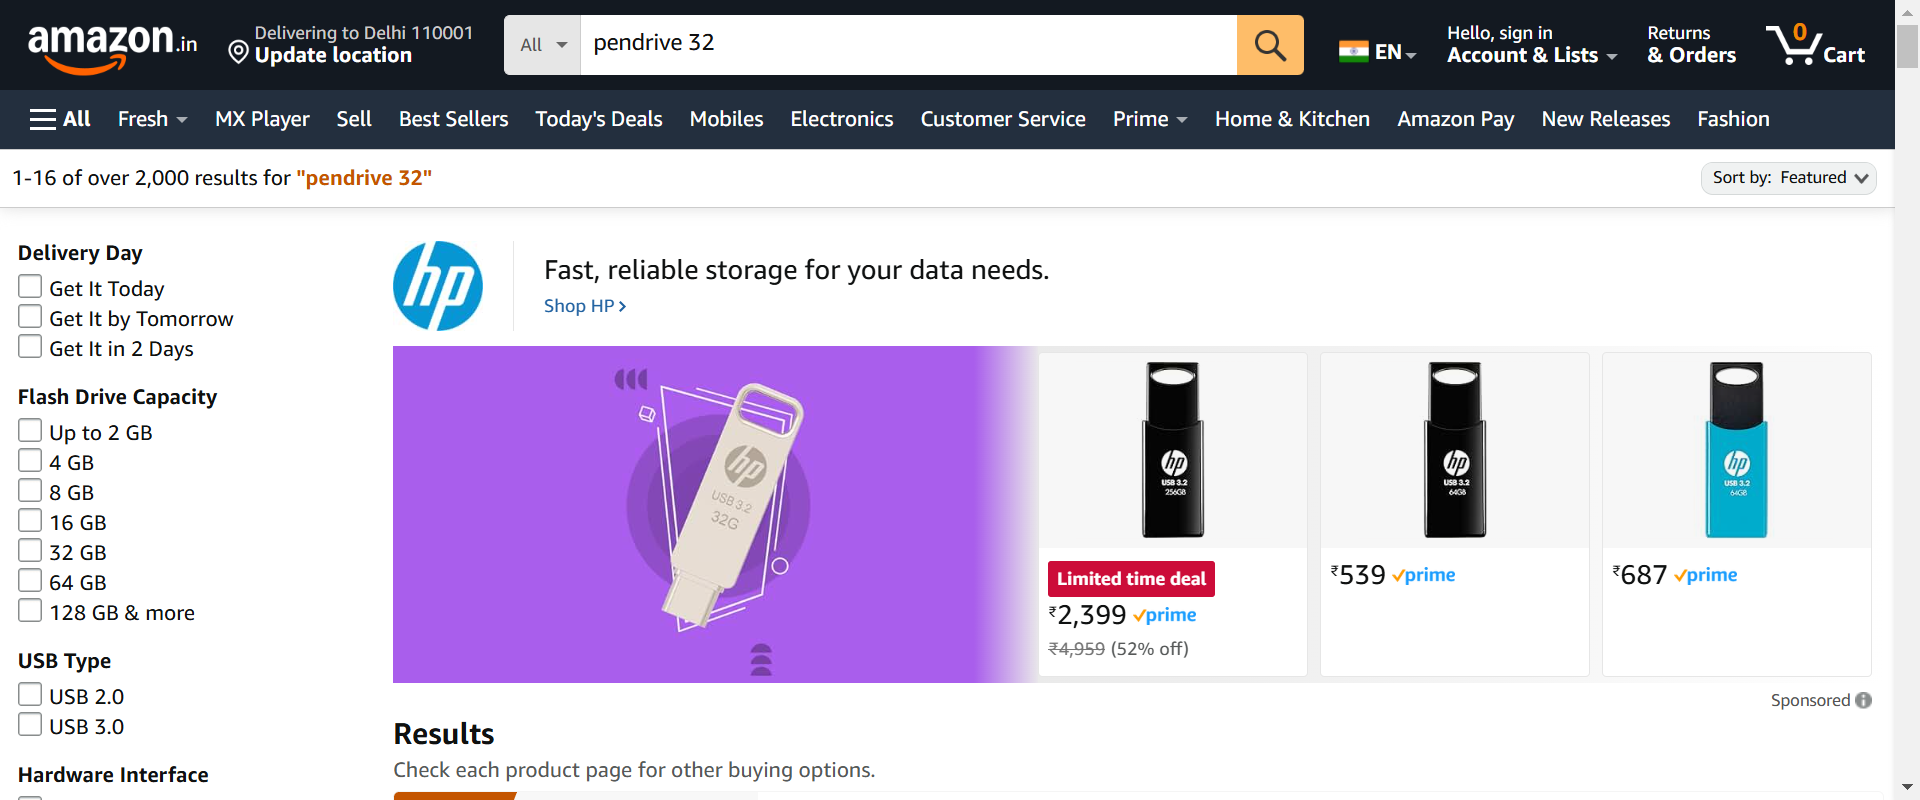 amazon.in
Delivering to Delhi 110001
Update location
All
pendrive 32
EN
Hello, sign in
Account & Lists
Returns
& Orders
0
Cart
All
Fresh
MX Player
Sell
Best Sellers
Today's Deals
Mobiles
Electronics
Customer Service
Prime
Home & Kitchen
Amazon Pay
New Releases
Fashion
1-16 of over 2,000 results for "pendrive 32"
Sort by: Featured
Delivery Day
Get It Today
Get It by Tomorrow
Get It in 2 Days
Flash Drive Capacity
Up to 2 GB
4 GB
8 GB
16 GB
32 GB
64 GB
128 GB & more
USB Type
USB 2.0
USB 3.0
Hardware Interface
hp
Fast, reliable storage for your data needs.
Shop HP
hp
USB 3.2
32G
hp
USB 3.2
256GB
Limited time deal
₹2,399 prime
₹4,959 (52% off)
hp
USB 3.2
64GB
₹539 prime
hp
USB 3.2
64GB
₹687 prime
Sponsored
Results
Check each product page for other buying options.